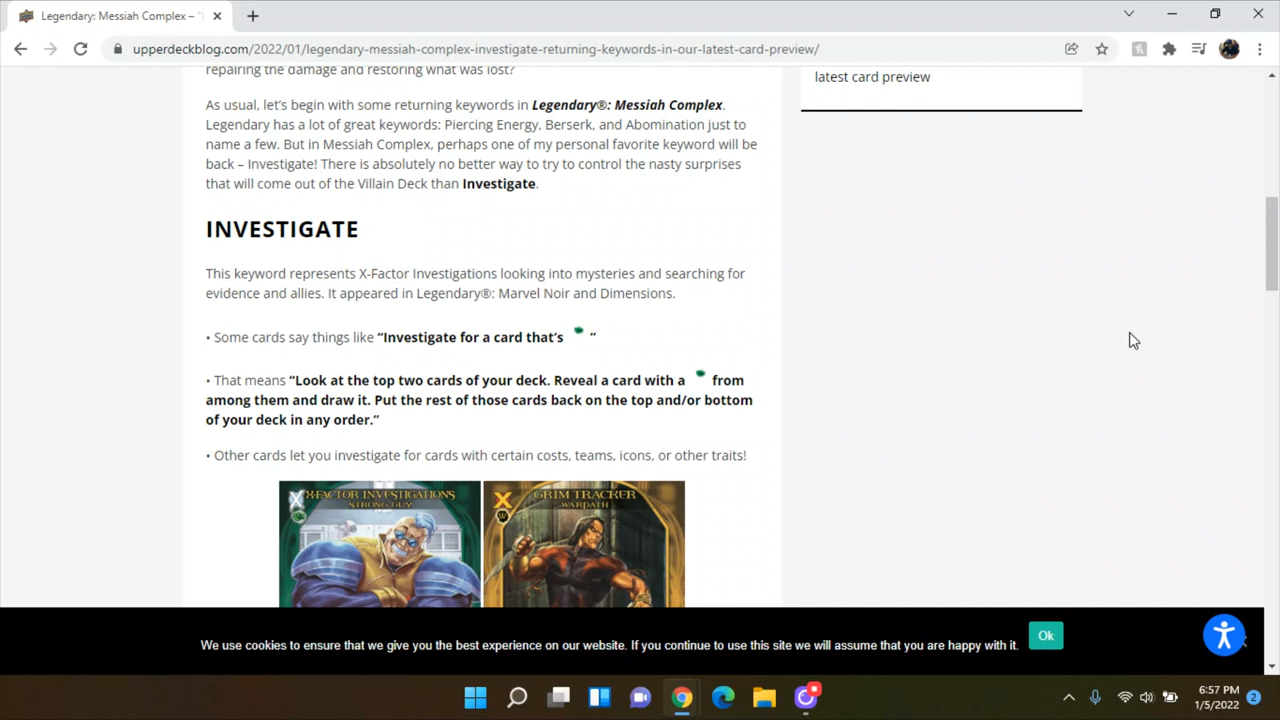 Legendary: Messiah Complex – "I
upperdeckblog.com/2022/01/legendary-messiah-complex-investigate-returning-keywords-in-our-latest-card-preview/
repairing the damage and restoring what was lost?
latest card preview
As usual, let's begin with some returning keywords in Legendary®: Messiah Complex.
Legendary has a lot of great keywords: Piercing Energy, Berserk, and Abomination just to
name a few. But in Messiah Complex, perhaps one of my personal favorite keyword will be
back – Investigate! There is absolutely no better way to try to control the nasty surprises
that will come out of the Villain Deck than Investigate.
INVESTIGATE
This keyword represents X-Factor Investigations looking into mysteries and searching for
evidence and allies. It appeared in Legendary®: Marvel Noir and Dimensions.
• Some cards say things like “Investigate for a card that's ”
• That means “Look at the top two cards of your deck. Reveal a card with a from
among them and draw it. Put the rest of those cards back on the top and/or bottom
of your deck in any order.”
• Other cards let you investigate for cards with certain costs, teams, icons, or other traits!
X-FACTOR INVESTIGATIONS
STRONG GUY
GRIM TRACKER
WARPATH
We use cookies to ensure that we give you the best experience on our website. If you continue to use this site we will assume that you are happy with it.
Ok
6:57 PM
1/5/2022
2